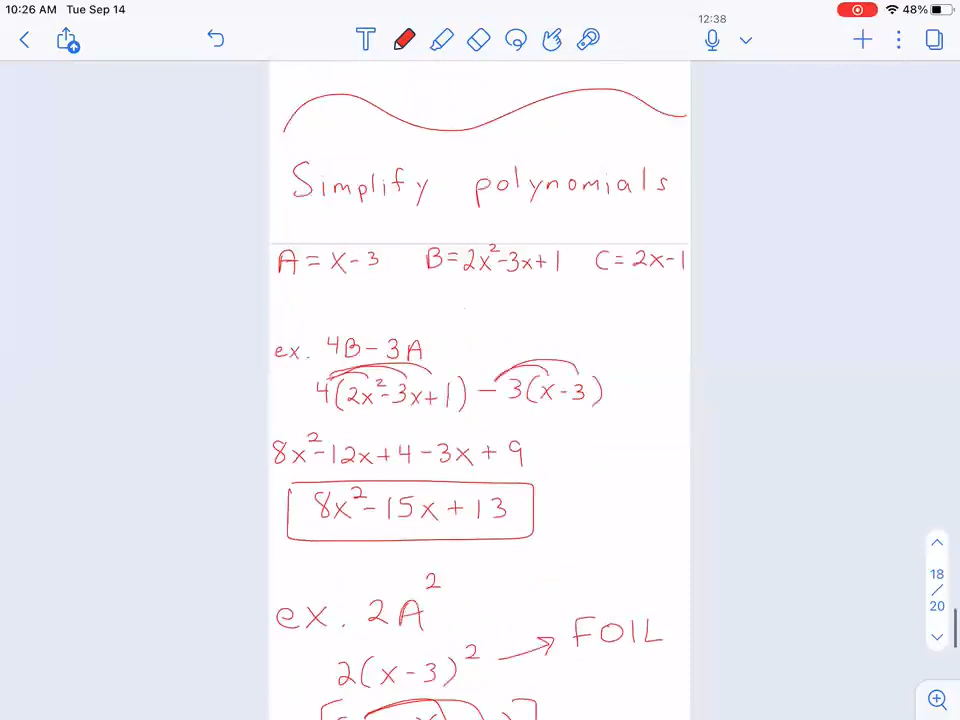 10:26 AM Tue Sep 14
48%
12:38
Simplify polynomials
A = x - 3 B = 2x² - 3x + 1 C = 2x - 1
ex. 4B - 3A
4(2x² - 3x + 1) - 3(x - 3)
8x² - 12x + 4 - 3x + 9
8x² - 15x + 13
ex. 2A²
2(x - 3)² → FOIL
18
/
20